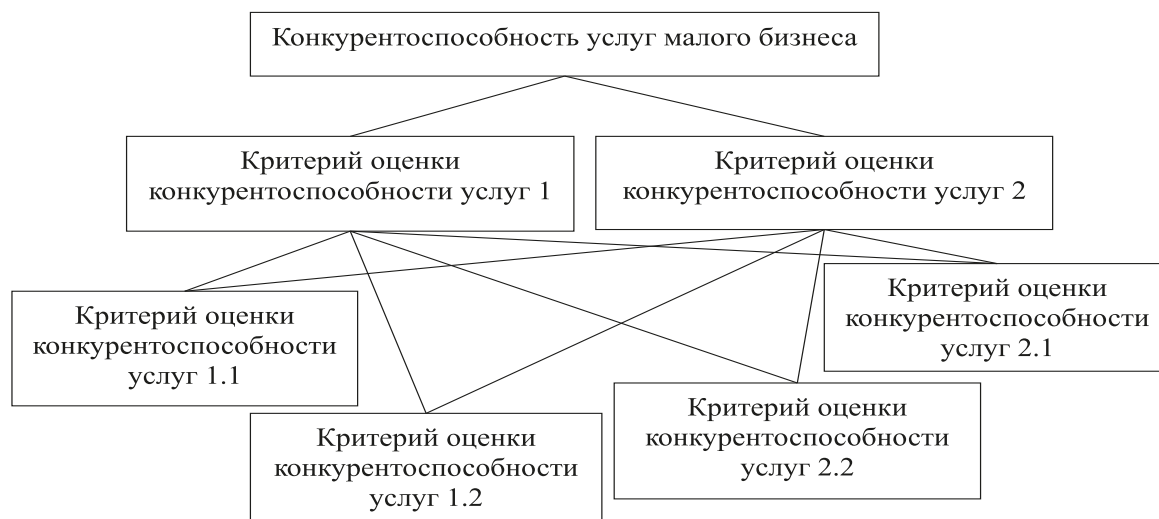 Конкурентоспособность услуг малого бизнеса
Критерий оценки
конкурентоспособности услуг 1
Критерий оценки
конкурентоспособности услуг 2
Критерий оценки
конкурентоспособности
услуг 1.1
Критерий оценки
конкурентоспособности
услуг 2.1
Критерий оценки
конкурентоспособности
услуг 1.2
Критерий оценки
конкурентоспособности
услуг 2.2